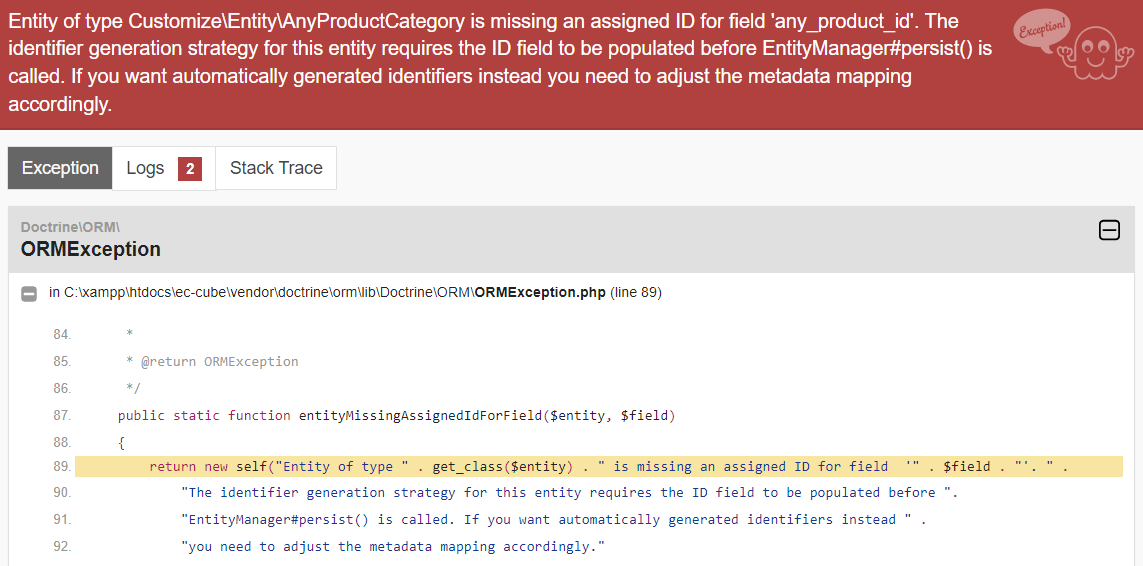 Entity of type Customize\Entity\AnyProductCategory is missing an assigned ID for field 'any_product_id'. The
identifier generation strategy for this entity requires the ID field to be populated before EntityManager#persist() is
called. If you want automatically generated identifiers instead you need to adjust the metadata mapping
accordingly.
Exception!
Exception Logs 2 Stack Trace
Doctrine\ORM\
ORMException
in C:\xampp\htdocs\ec-cube\vendor\doctrine\orm\lib\Doctrine\ORM\ORMException.php (line 89)
84. *
85. * @return ORMException
86. */
87. public static function entityMissingAssignedIdForField($entity, $field)
88. {
89. return new self("Entity of type " . get_class($entity) . " is missing an assigned ID for field  '" . $field . "'. " .
90. "The identifier generation strategy for this entity requires the ID field to be populated before ".
91. "EntityManager#persist() is called. If you want automatically generated identifiers instead " .
92. "you need to adjust the metadata mapping accordingly."